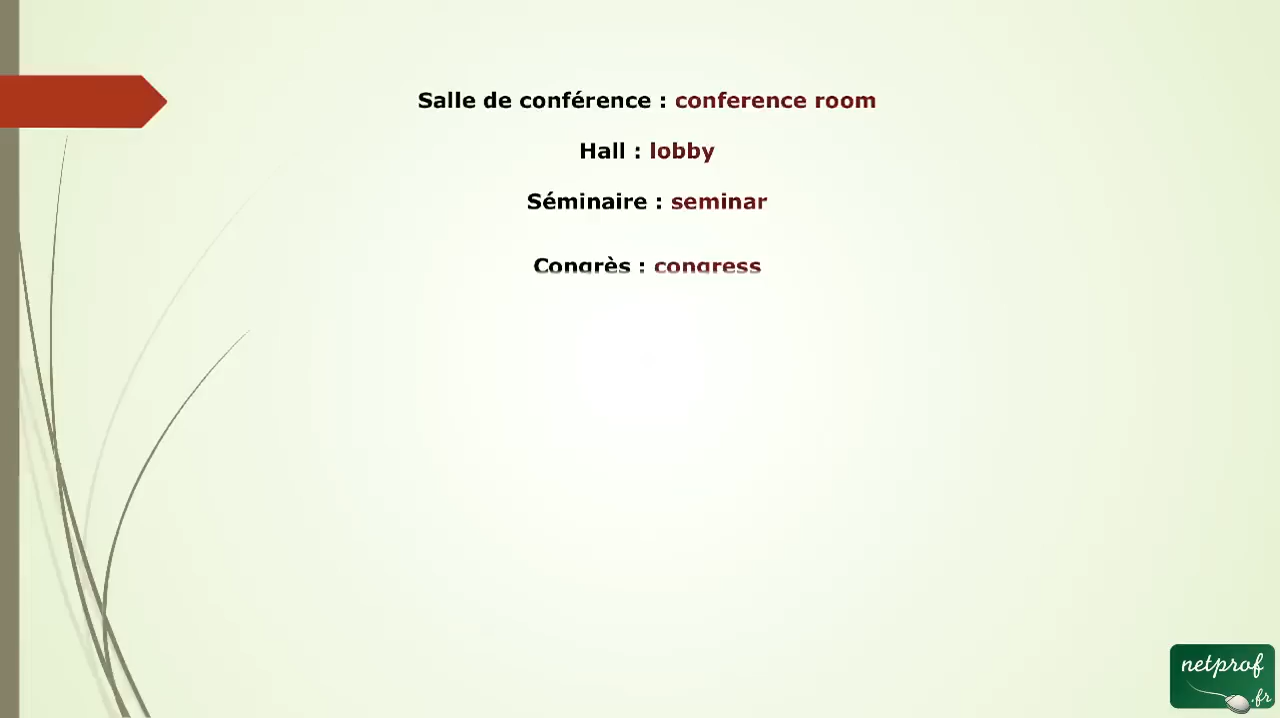 Salle de conférence : conference room
Hall : lobby
Séminaire : seminar
Congrès : congress
netprof
.fr